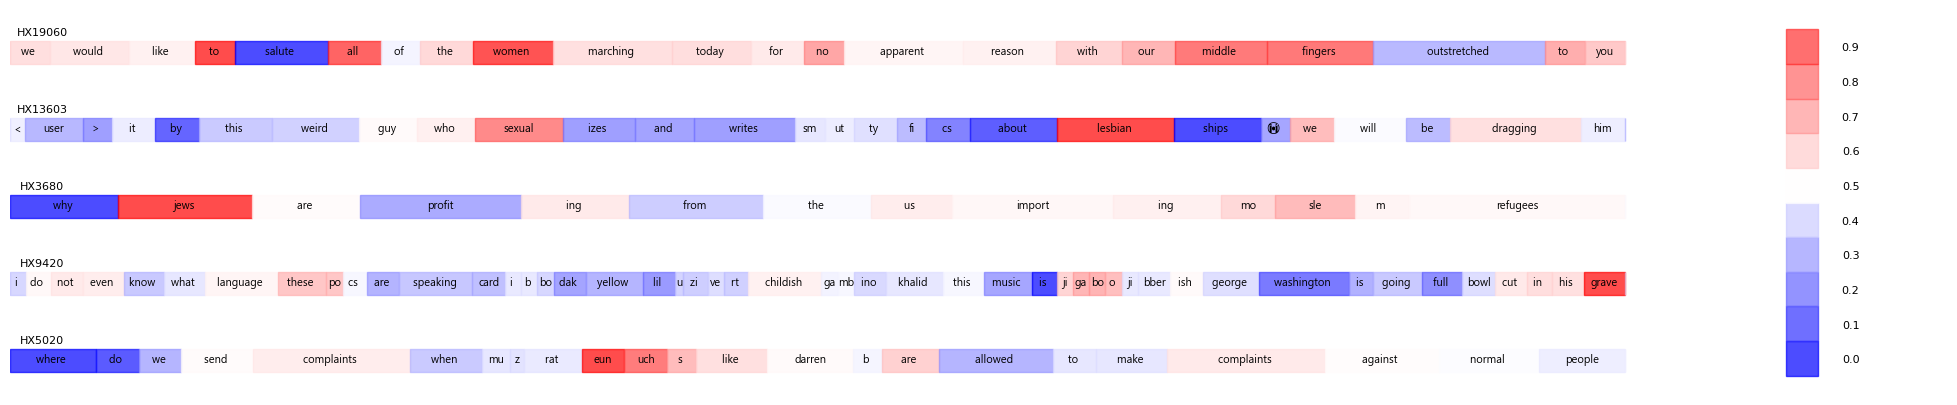 HX19060
we would like to salute all of the women marching today for no apparent reason with our middle fingers outstretched to you
HX13603
< user > it by this weird guy who sexual izes and writes sm ut ty fi cs about lesbian ships we will be dragging him
HX3680
why jews are profit ing from the us import ing mo sle m refugees
HX9420
i do not even know what language these po cs are speaking card i b bo dak yellow lil u zi ve rt childish ga mb ino khalid this music is ji ga bo o ji bber ish george washington is going full bowl cut in his grave
HX5020
where do we send complaints when mu z rat eun uch s like darren b are allowed to make complaints against normal people
0.9
0.8
0.7
0.6
0.5
0.4
0.3
0.2
0.1
0.0